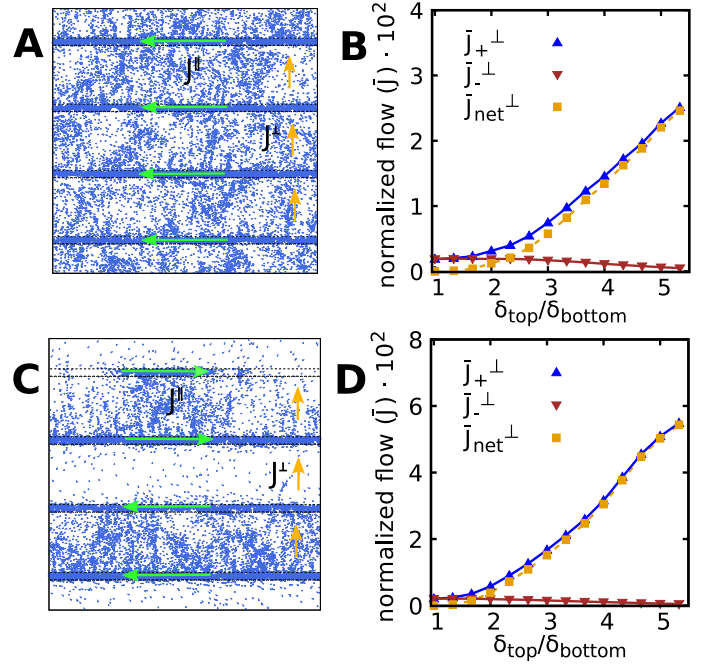 A
J∥
J⊥
B
normalized flow (J̄) · 10²
J̄₊⊥
J̄₋⊥
J̄net⊥
4
3
2
1
0
1 2 3 4 5
δtop/δbottom
C
J∥
J⊥
D
normalized flow (J̄) · 10²
J̄₊⊥
J̄₋⊥
J̄net⊥
8
6
4
2
0
1 2 3 4 5
δtop/δbottom